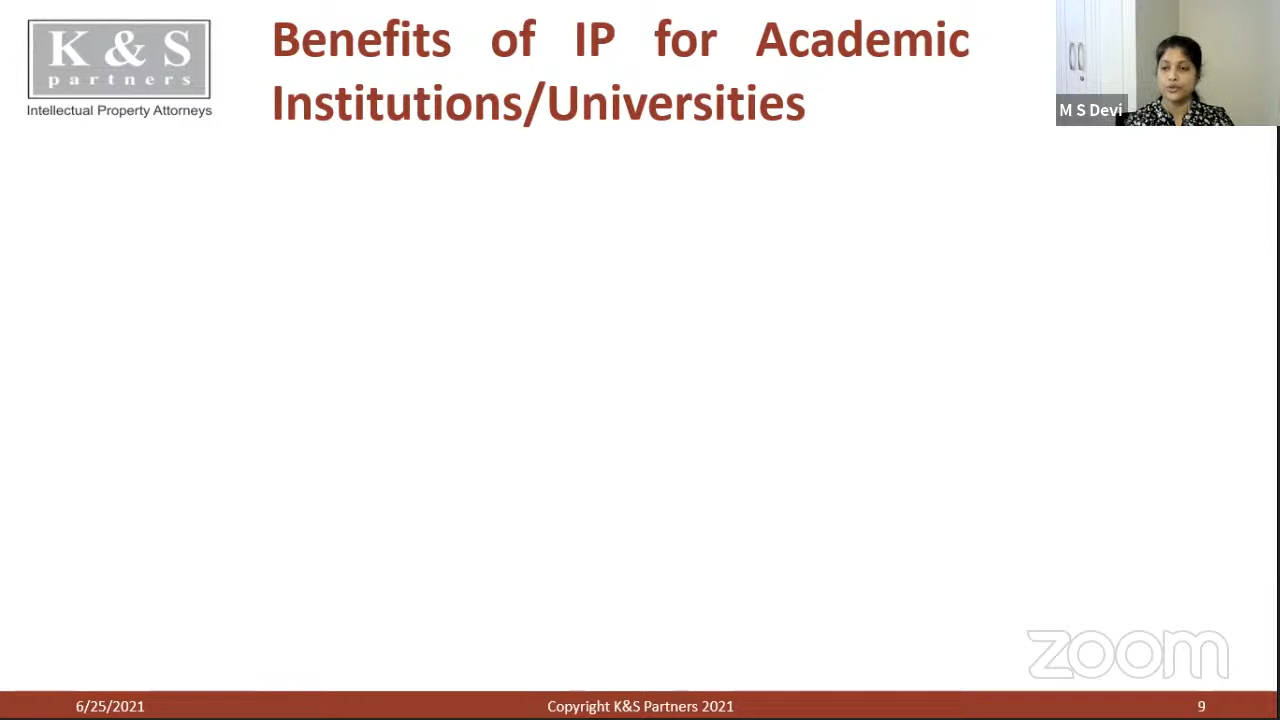 K & S
partners
Intellectual Property Attorneys
Benefits of IP for Academic
Institutions/Universities
M S Devi
zoom
6/25/2021
Copyright K&S Partners 2021
9